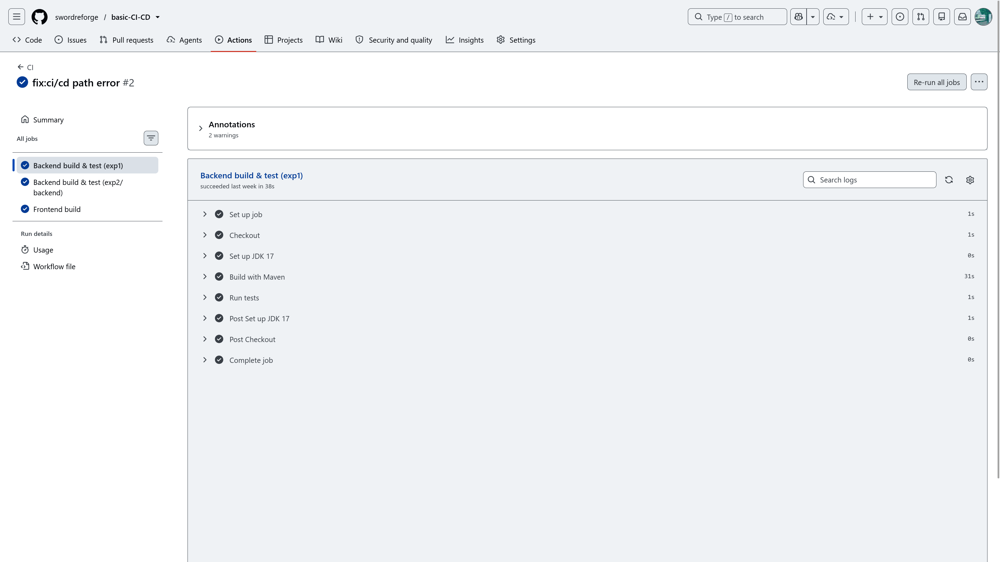 swordreforge / basic-CI-CD
Type / to search
Code
Issues
Pull requests
Agents
Actions
Projects
Wiki
Security and quality
Insights
Settings
CI
fix:ci/cd path error #2
Re-run all jobs
Summary
All jobs
Backend build & test (exp1)
Backend build & test (exp2/
backend)
Frontend build
Run details
Usage
Workflow file
Annotations
2 warnings
Backend build & test (exp1)
succeeded last week in 38s
Search logs
Set up job 1s
Checkout 1s
Set up JDK 17 0s
Build with Maven 31s
Run tests 1s
Post Set up JDK 17 1s
Post Checkout 0s
Complete job 0s